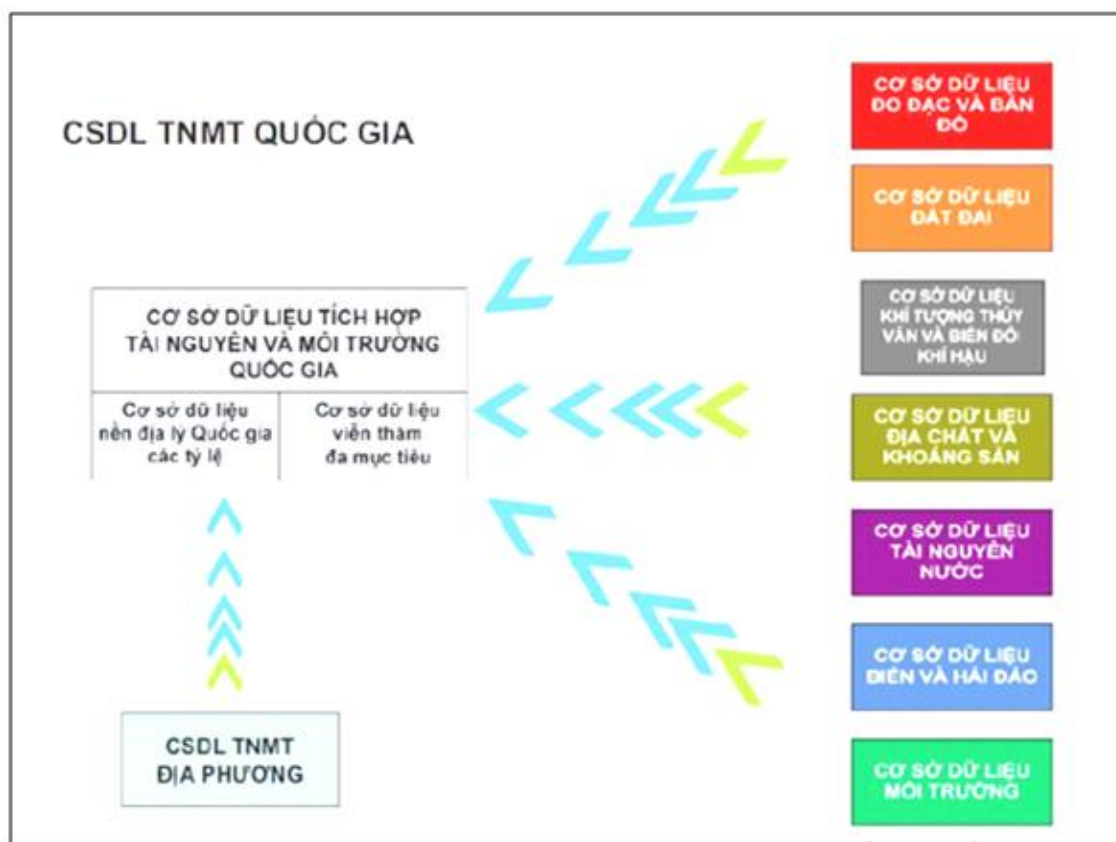 CSDL TNMT QUỐC GIA
CƠ SỞ DỮ LIỆU TÍCH HỢP
TÀI NGUYÊN VÀ MÔI TRƯỜNG
QUỐC GIA
Cơ sở dữ liệu
nền địa lý Quốc gia
các tỷ lệ
Cơ sở dữ liệu
viễn thám
đa mục tiêu
CSDL TNMT
ĐỊA PHƯƠNG
CƠ SỞ DỮ LIỆU
ĐO ĐẠC VÀ BẢN
ĐỒ
CƠ SỞ DỮ LIỆU
ĐẤT ĐAI
CƠ SỞ DỮ LIỆU
KHÍ TƯỢNG THỦY
VĂN VÀ BIẾN ĐỔI
KHÍ HẬU
CƠ SỞ DỮ LIỆU
ĐỊA CHẤT VÀ
KHOÁNG SẢN
CƠ SỞ DỮ LIỆU
TÀI NGUYÊN
NƯỚC
CƠ SỞ DỮ LIỆU
BIỂN VÀ HẢI ĐẢO
CƠ SỞ DỮ LIỆU
MÔI TRƯỜNG